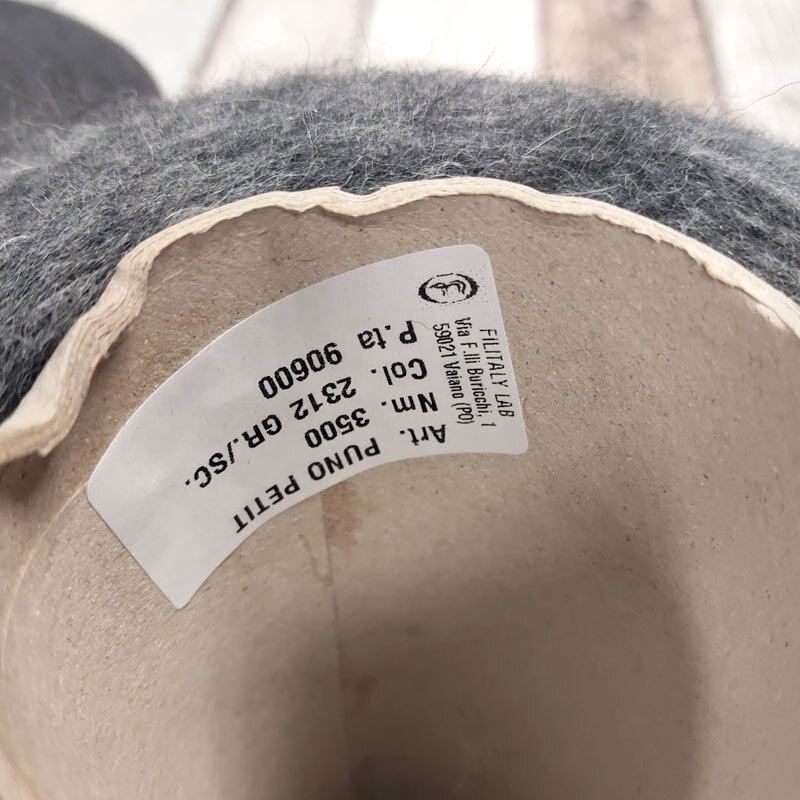 FILITALY LAB
Via F.lli Buricchi, 1
59021 Vaiano (PO)
Art. PUNO PETIT
Nm. 3500
Col. 2312 GR./SC.
P.ta 90600